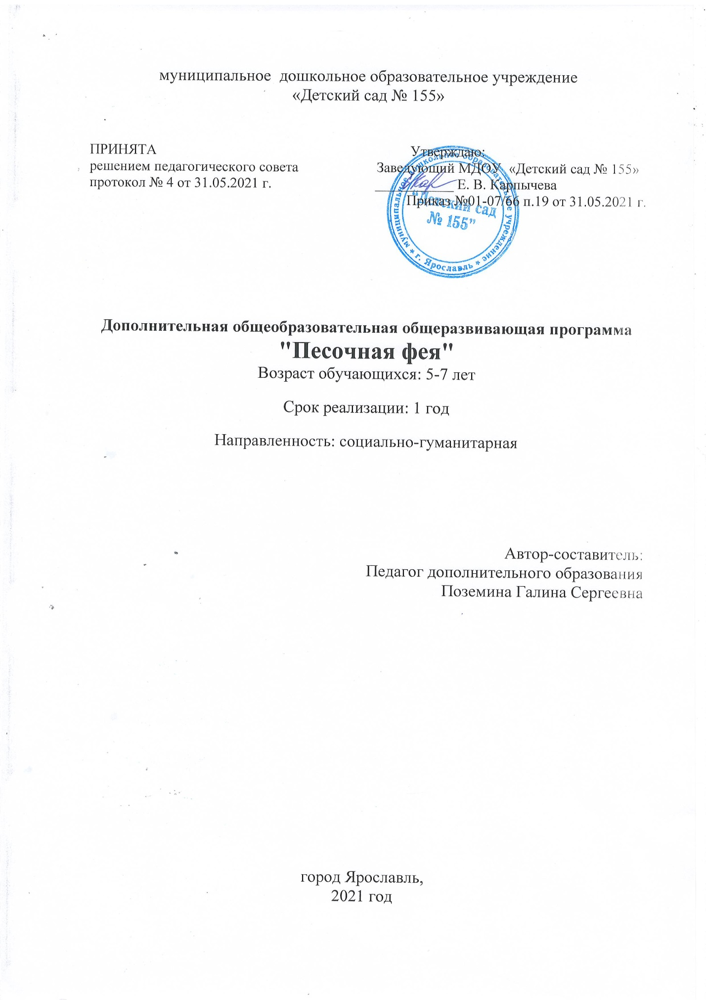 муниципальное дошкольное образовательное учреждение
«Детский сад № 155»
ПРИНЯТА
решением педагогического совета
протокол № 4 от 31.05.2021 г.
Утверждаю:
Заведующий МДОУ «Детский сад № 155»
____________ Е. В. Карпычева
Приказ №01-07/66 п.19 от 31.05.2021 г.
муниципальное дошкольное образовательное учреждение * г. Ярославль *
“Детский сад
№ 155”
Дополнительная общеобразовательная общеразвивающая программа
"Песочная фея"
Возраст обучающихся: 5-7 лет
Срок реализации: 1 год
Направленность: социально-гуманитарная
Автор-составитель:
Педагог дополнительного образования
Поземина Галина Сергеевна
город Ярославль,
2021 год